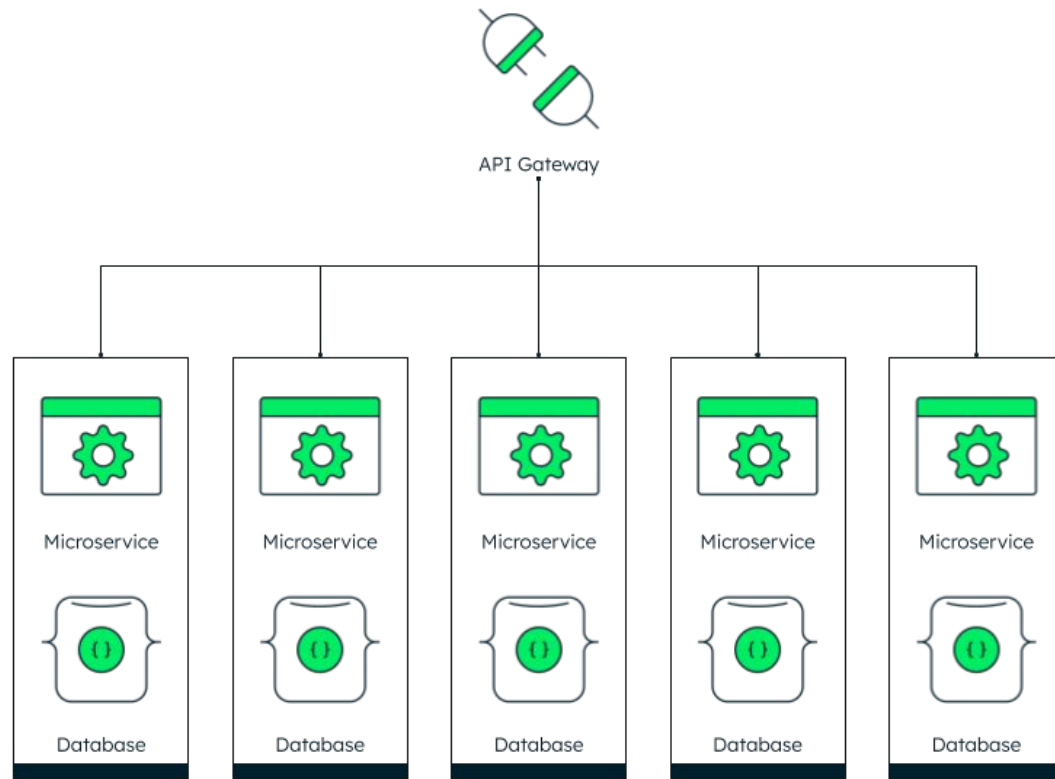 API Gateway
Microservice
Microservice
Microservice
Microservice
Microservice
{ }
{ }
{ }
{ }
{ }
Database
Database
Database
Database
Database